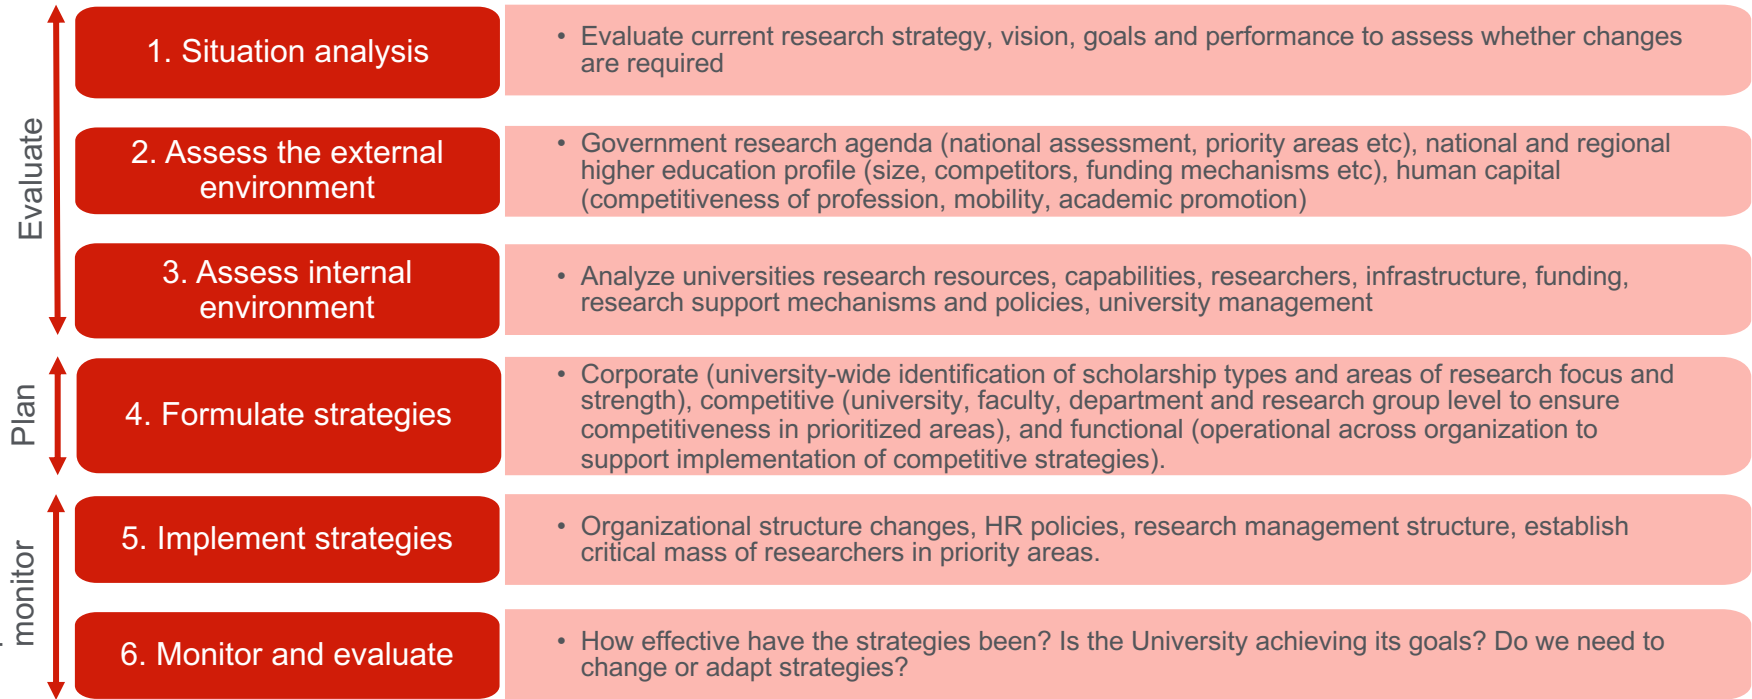 Evaluate
1. Situation analysis
• Evaluate current research strategy, vision, goals and performance to assess whether changes
are required
2. Assess the external
environment
• Government research agenda (national assessment, priority areas etc), national and regional
higher education profile (size, competitors, funding mechanisms etc), human capital
(competitiveness of profession, mobility, academic promotion)
3. Assess internal
environment
• Analyze universities research resources, capabilities, researchers, infrastructure, funding,
research support mechanisms and policies, university management
Plan
4. Formulate strategies
• Corporate (university-wide identification of scholarship types and areas of research focus and
strength), competitive (university, faculty, department and research group level to ensure
competitiveness in prioritized areas), and functional (operational across organization to
support implementation of competitive strategies).
monitor
5. Implement strategies
• Organizational structure changes, HR policies, research management structure, establish
critical mass of researchers in priority areas.
6. Monitor and evaluate
• How effective have the strategies been? Is the University achieving its goals? Do we need to
change or adapt strategies?